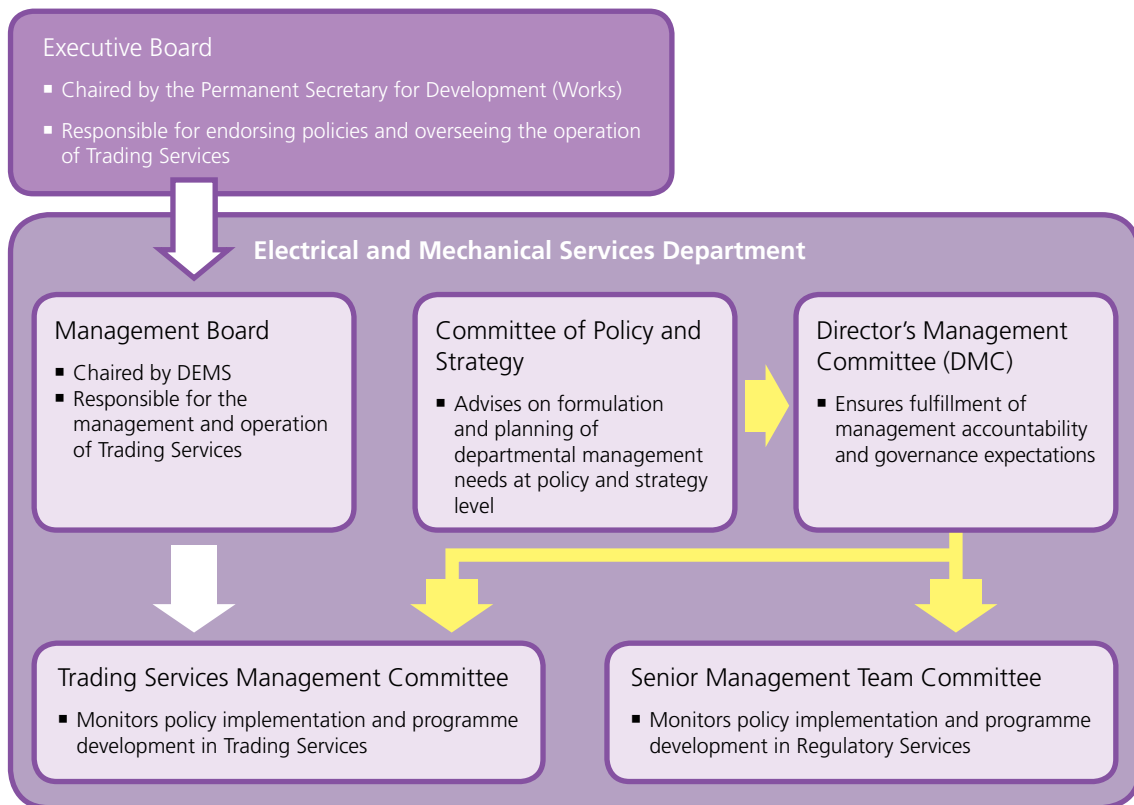 Executive Board
▪ Chaired by the Permanent Secretary for Development (Works)
▪ Responsible for endorsing policies and overseeing the operation
of Trading Services
Electrical and Mechanical Services Department
Management Board
▪ Chaired by DEMS
▪ Responsible for the
management and operation
of Trading Services
Committee of Policy and
Strategy
▪ Advises on formulation
and planning of
departmental management
needs at policy and strategy
level
Director’s Management
Committee (DMC)
▪ Ensures fulfillment of
management accountability
and governance expectations
Trading Services Management Committee
▪ Monitors policy implementation and programme
development in Trading Services
Senior Management Team Committee
▪ Monitors policy implementation and programme
development in Regulatory Services